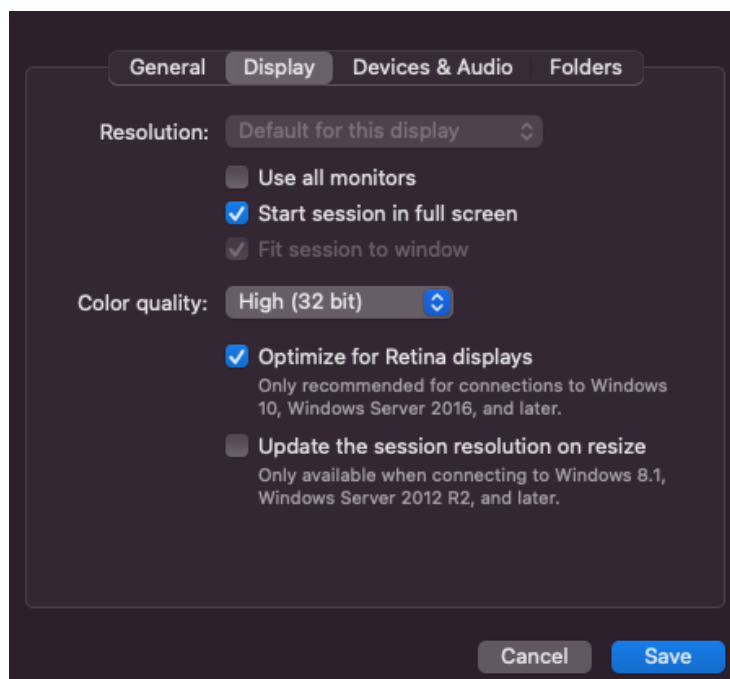 General Display Devices & Audio Folders
Resolution: Default for this display
Use all monitors
Start session in full screen
Fit session to window
Color quality: High (32 bit)
Optimize for Retina displays
Only recommended for connections to Windows
10, Windows Server 2016, and later.
Update the session resolution on resize
Only available when connecting to Windows 8.1,
Windows Server 2012 R2, and later.
Cancel Save